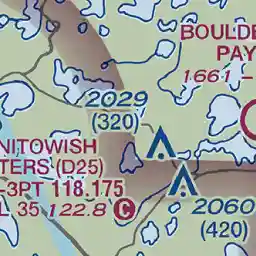 BOULDE
PAY
1661 –
2029
(320)
NITOWISH
TERS (D25)
-3PT 118.175
L 35 122.8 C
2060
(420)